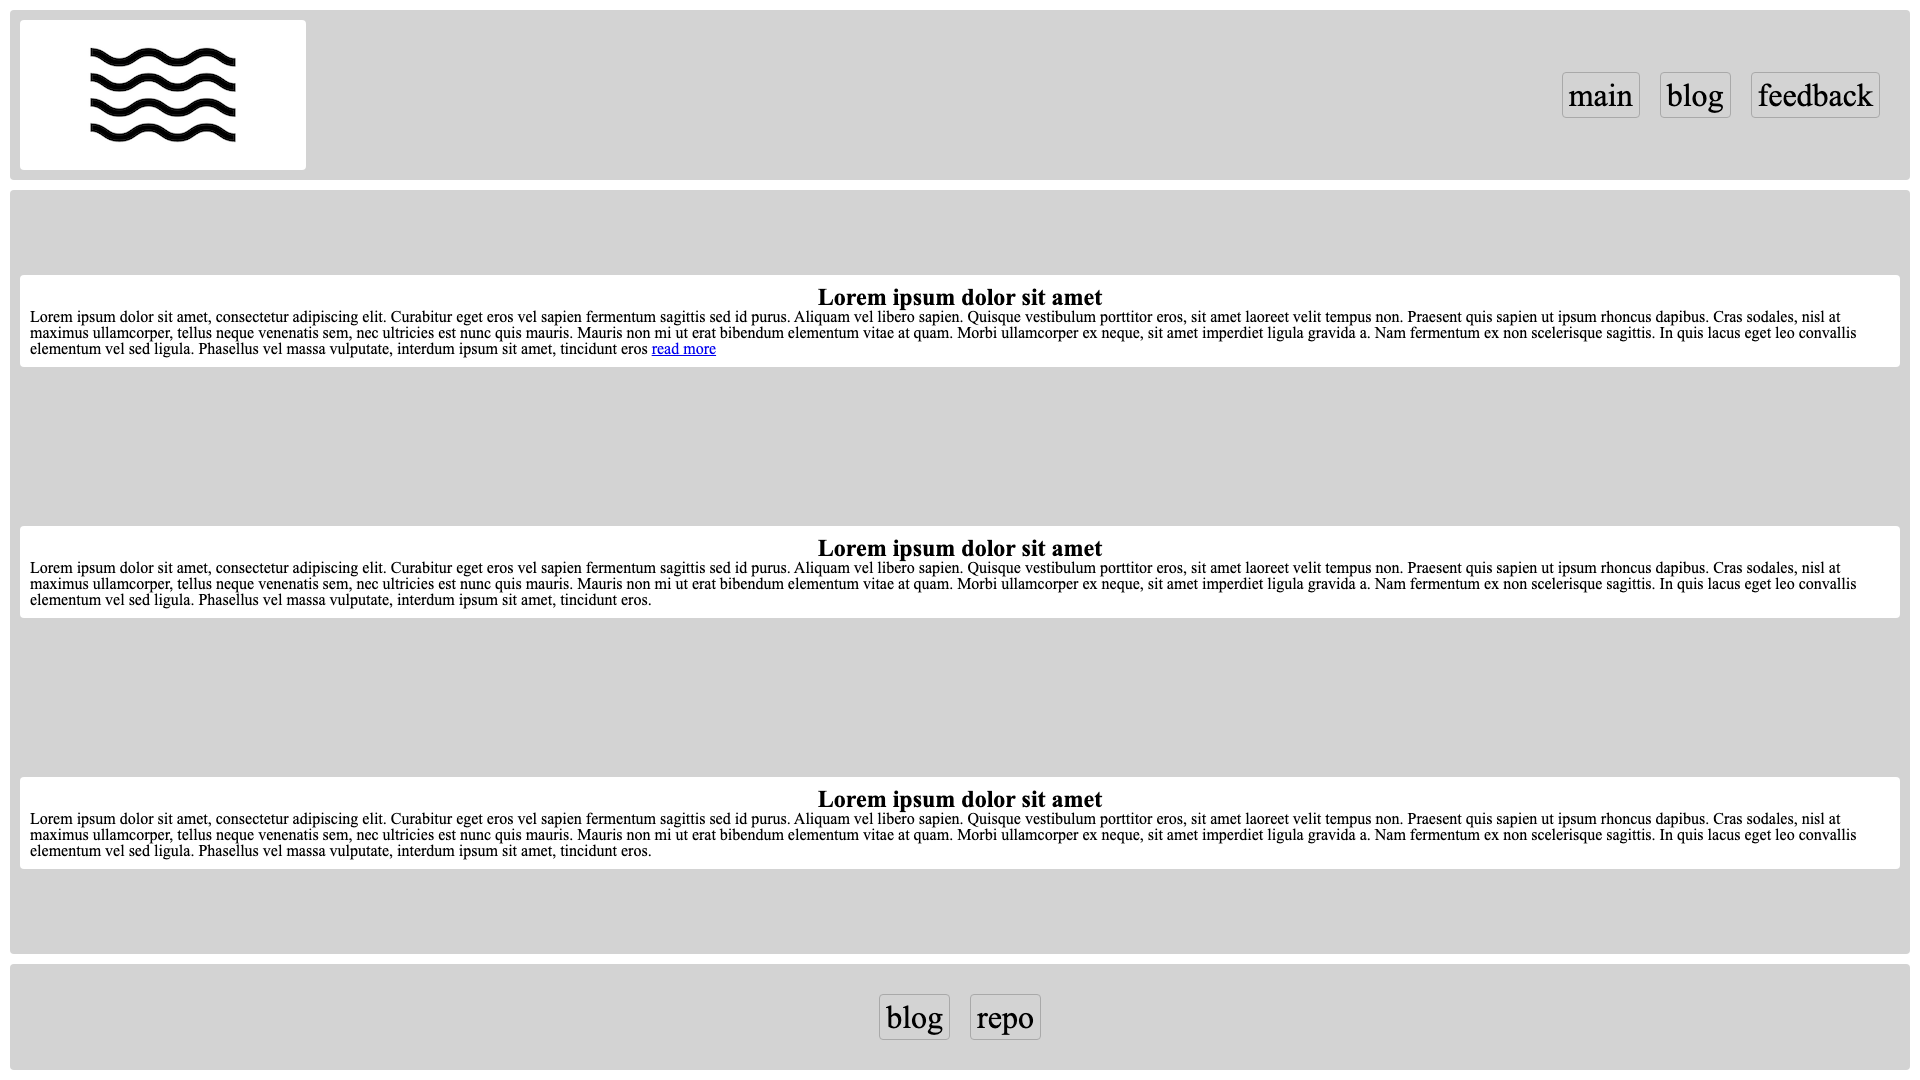 main
blog
feedback
Lorem ipsum dolor sit amet
Lorem ipsum dolor sit amet, consectetur adipiscing elit. Curabitur eget eros vel sapien fermentum sagittis sed id purus. Aliquam vel libero sapien. Quisque vestibulum porttitor eros, sit amet laoreet velit tempus non. Praesent quis sapien ut ipsum rhoncus dapibus. Cras sodales, nisl at
maximus ullamcorper, tellus neque venenatis sem, nec ultricies est nunc quis mauris. Mauris non mi ut erat bibendum elementum vitae at quam. Morbi ullamcorper ex neque, sit amet imperdiet ligula gravida a. Nam fermentum ex non scelerisque sagittis. In quis lacus eget leo convallis
elementum vel sed ligula. Phasellus vel massa vulputate, interdum ipsum sit amet, tincidunt eros read more
Lorem ipsum dolor sit amet
Lorem ipsum dolor sit amet, consectetur adipiscing elit. Curabitur eget eros vel sapien fermentum sagittis sed id purus. Aliquam vel libero sapien. Quisque vestibulum porttitor eros, sit amet laoreet velit tempus non. Praesent quis sapien ut ipsum rhoncus dapibus. Cras sodales, nisl at
maximus ullamcorper, tellus neque venenatis sem, nec ultricies est nunc quis mauris. Mauris non mi ut erat bibendum elementum vitae at quam. Morbi ullamcorper ex neque, sit amet imperdiet ligula gravida a. Nam fermentum ex non scelerisque sagittis. In quis lacus eget leo convallis
elementum vel sed ligula. Phasellus vel massa vulputate, interdum ipsum sit amet, tincidunt eros.
Lorem ipsum dolor sit amet
Lorem ipsum dolor sit amet, consectetur adipiscing elit. Curabitur eget eros vel sapien fermentum sagittis sed id purus. Aliquam vel libero sapien. Quisque vestibulum porttitor eros, sit amet laoreet velit tempus non. Praesent quis sapien ut ipsum rhoncus dapibus. Cras sodales, nisl at
maximus ullamcorper, tellus neque venenatis sem, nec ultricies est nunc quis mauris. Mauris non mi ut erat bibendum elementum vitae at quam. Morbi ullamcorper ex neque, sit amet imperdiet ligula gravida a. Nam fermentum ex non scelerisque sagittis. In quis lacus eget leo convallis
elementum vel sed ligula. Phasellus vel massa vulputate, interdum ipsum sit amet, tincidunt eros.
blog
repo